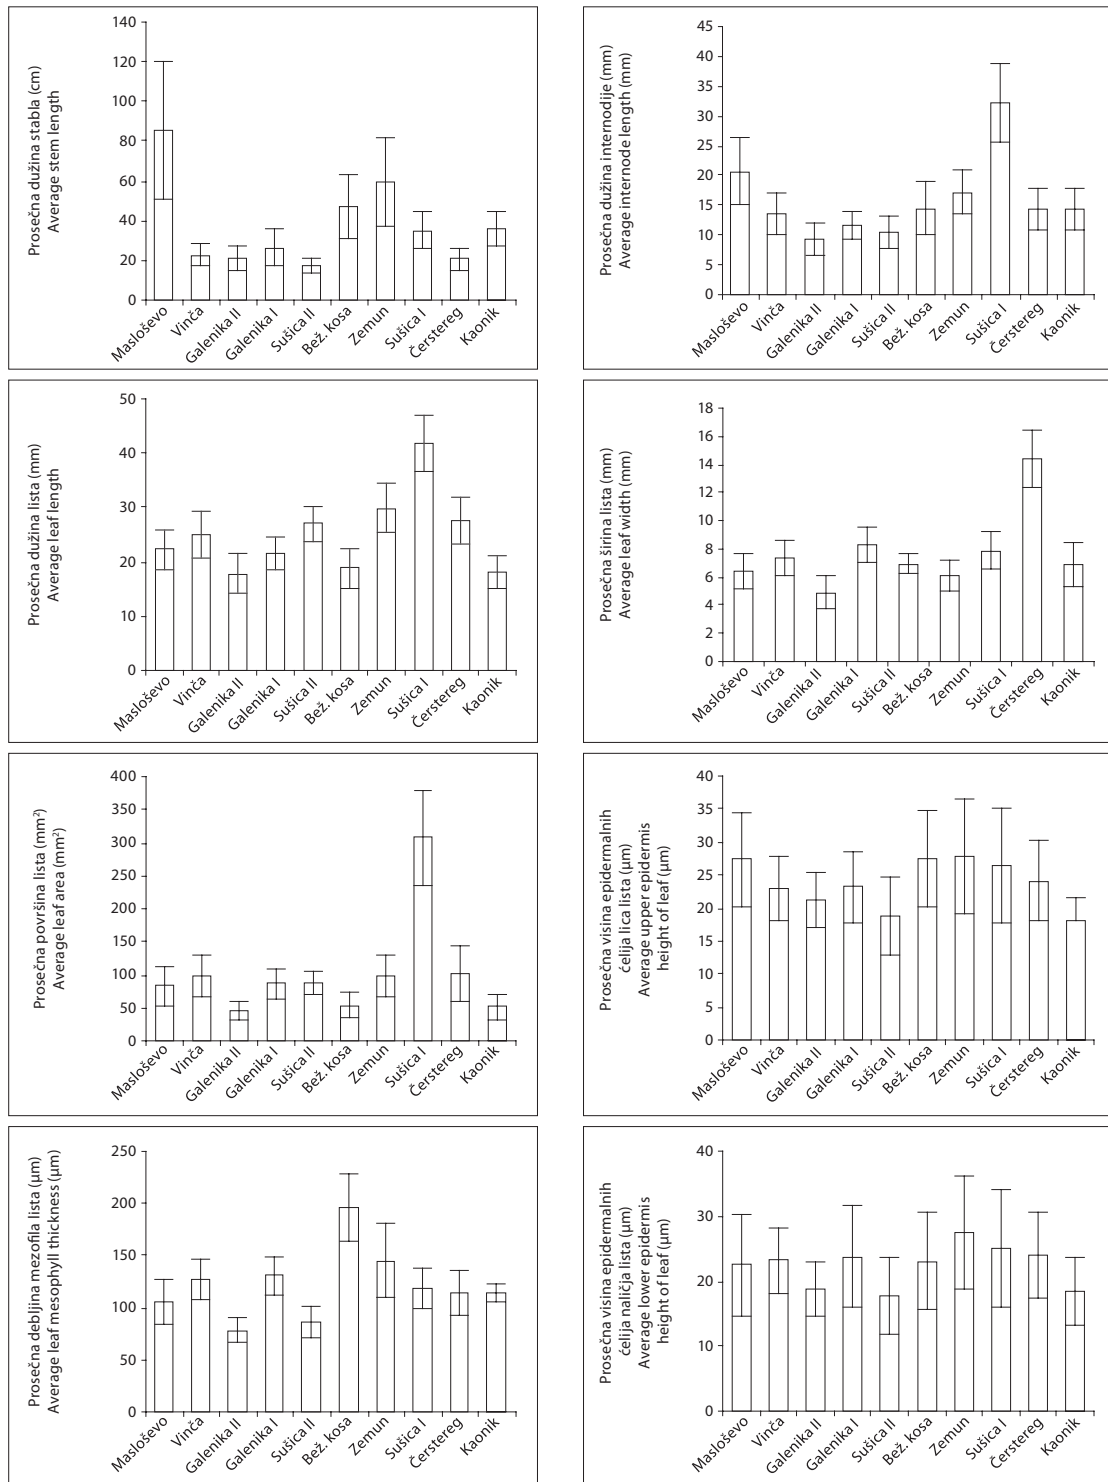 Prosečna dužina stabla (cm)
Average stem length
140
120
100
80
60
40
20
0
Masloševo
Vinča
Galenika II
Galenika I
Sušica II
Bež. kosa
Zemun
Sušica I
Čerstereg
Kaonik
Prosečna dužina internodije (mm)
Average internode length (mm)
45
40
35
30
25
20
15
10
5
0
Masloševo
Vinča
Galenika II
Galenika I
Sušica II
Bež. kosa
Zemun
Sušica I
Čerstereg
Kaonik
Prosečna dužina lista (mm)
Average leaf length
50
40
30
20
10
0
Masloševo
Vinča
Galenika II
Galenika I
Sušica II
Bež. kosa
Zemun
Sušica I
Čerstereg
Kaonik
Prosečna širina lista (mm)
Average leaf width (mm)
18
16
14
12
10
8
6
4
2
0
Masloševo
Vinča
Galenika II
Galenika I
Sušica II
Bež. kosa
Zemun
Sušica I
Čerstereg
Kaonik
Prosečna površina lista (mm²)
Average leaf area (mm²)
400
350
300
250
200
150
100
50
0
Masloševo
Vinča
Galenika II
Galenika I
Sušica II
Bež. kosa
Zemun
Sušica I
Čerstereg
Kaonik
Prosečna visina epidermalnih
ćelija lica lista (µm)
Average upper epidermis
height of leaf (µm)
40
35
30
25
20
15
10
5
0
Masloševo
Vinča
Galenika II
Galenika I
Sušica II
Bež. kosa
Zemun
Sušica I
Čerstereg
Kaonik
Prosečna debljina mezofila lista (µm)
Average leaf mesophyll thickness (µm)
250
200
150
100
50
0
Masloševo
Vinča
Galenika II
Galenika I
Sušica II
Bež. kosa
Zemun
Sušica I
Čerstereg
Kaonik
Prosečna visina epidermalnih
ćelija naličja lista (µm)
Average lower epidermis
height of leaf (µm)
40
30
20
10
0
Masloševo
Vinča
Galenika II
Galenika I
Sušica II
Bež. kosa
Zemun
Sušica I
Čerstereg
Kaonik